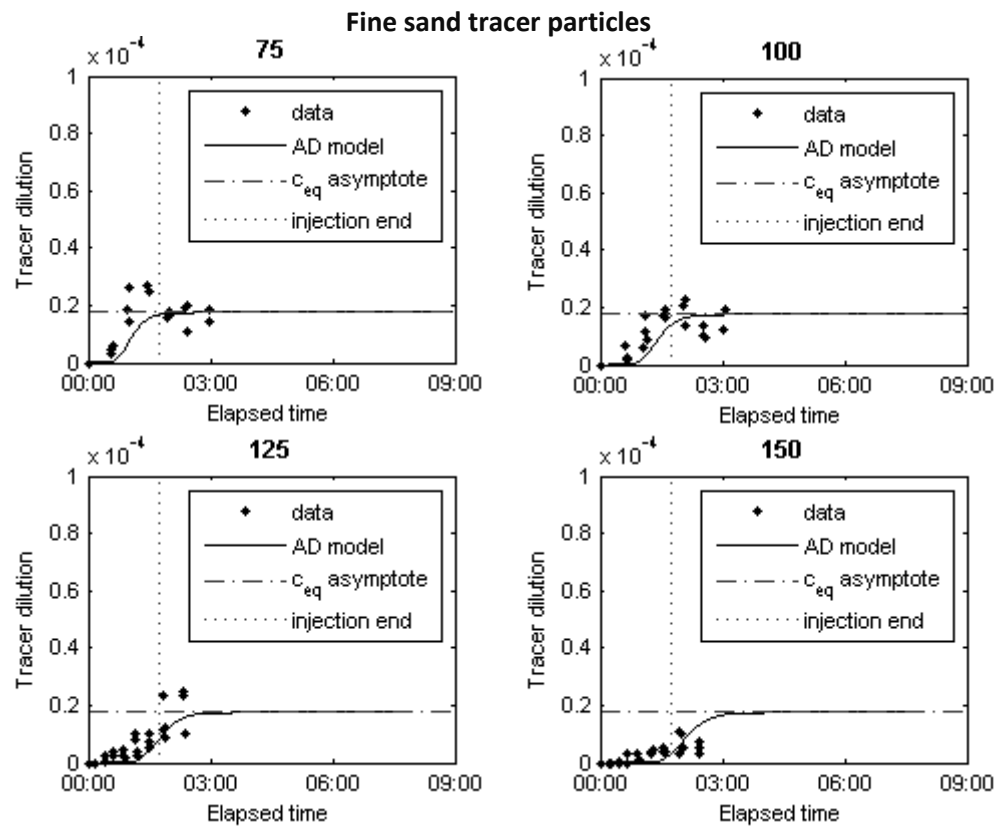 Fine sand tracer particles
× 10⁻⁴
75
1
0.8
0.6
0.4
0.2
0
Tracer dilution
data
AD model
c_eq asymptote
injection end
00:00 03:00 06:00 09:00
Elapsed time
× 10⁻⁴
100
1
0.8
0.6
0.4
0.2
0
Tracer dilution
data
AD model
c_eq asymptote
injection end
00:00 03:00 06:00 09:00
Elapsed time
× 10⁻⁴
125
1
0.8
0.6
0.4
0.2
0
Tracer dilution
data
AD model
c_eq asymptote
injection end
00:00 03:00 06:00 09:00
Elapsed time
× 10⁻⁴
150
1
0.8
0.6
0.4
0.2
0
Tracer dilution
data
AD model
c_eq asymptote
injection end
00:00 03:00 06:00 09:00
Elapsed time